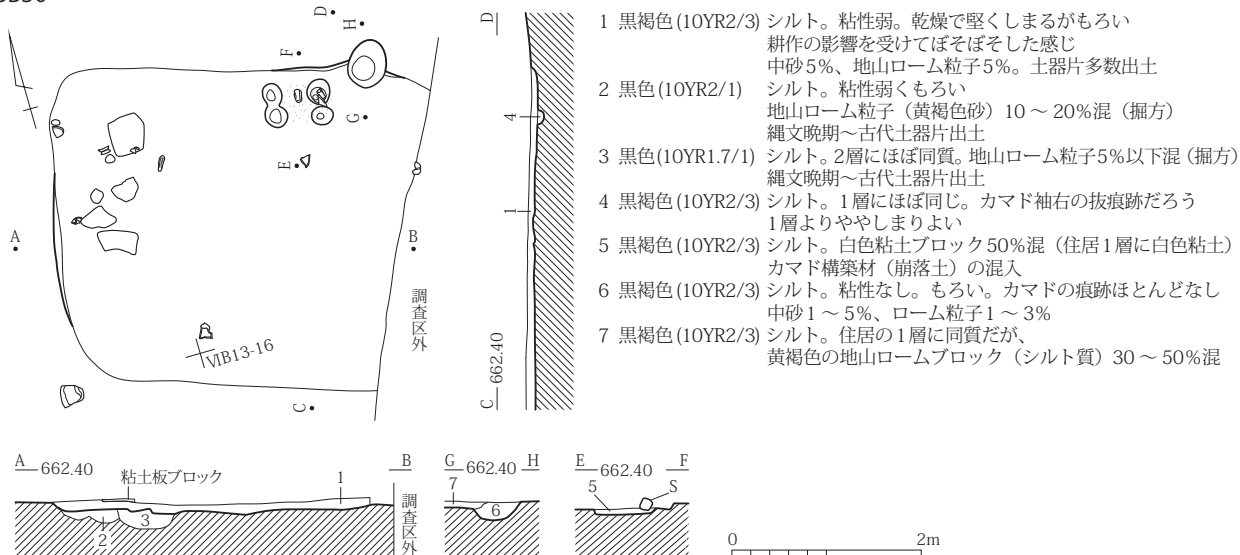 D
H
F
G
E
A
B
調査区外
ⅥB13-16
C
D
4
1
C
662.40
1 黒褐色(10YR2/3) シルト。粘性弱。乾燥で堅くしまるがもろい
耕作の影響を受けてぼそぼそした感じ
中砂5%、地山ローム粒子5%。土器片多数出土
2 黒色(10YR2/1) シルト。粘性弱くもろい
地山ローム粒子（黄褐色砂）10～20%混（掘方）
縄文晩期～古代土器片出土
3 黒色(10YR1.7/1) シルト。2層にほぼ同質。地山ローム粒子5%以下混（掘方）
縄文晩期～古代土器片出土
4 黒褐色(10YR2/3) シルト。1層にほぼ同じ。カマド袖右の抜痕跡だろう
1層よりややしまりよい
5 黒褐色(10YR2/3) シルト。白色粘土ブロック50%混（住居1層に白色粘土）
カマド構築材（崩落土）の混入
6 黒褐色(10YR2/3) シルト。粘性なし。もろい。カマドの痕跡ほとんどなし
中砂1～5%、ローム粒子1～3%
7 黒褐色(10YR2/3) シルト。住居の1層に同質だが、
黄褐色の地山ロームブロック（シルト質）30～50%混
A 662.40 B
粘土板ブロック
1
2
3
調査区外
G 662.40 H
7
6
E 662.40 F
5
S
0 2m